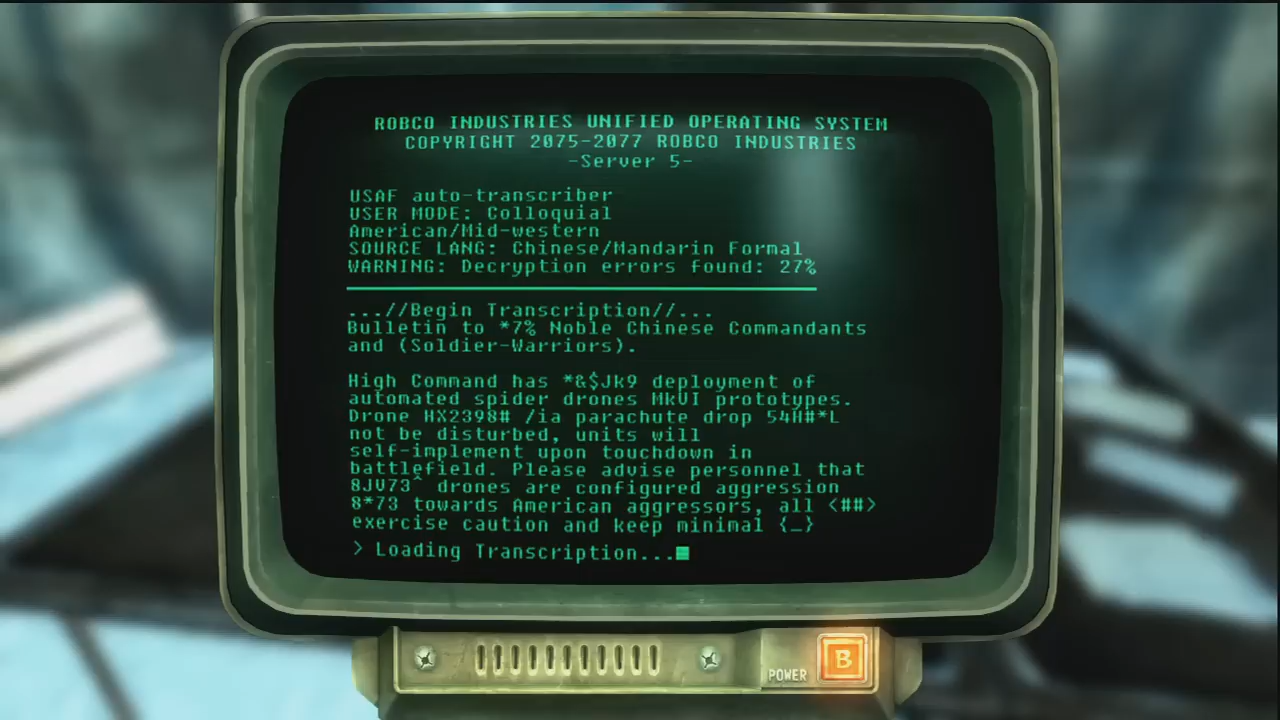 ROBCO INDUSTRIES UNIFIED OPERATING SYSTEM
COPYRIGHT 2075-2077 ROBCO INDUSTRIES
-Server 5-
USAF auto-transcriber
USER MODE: Colloquial
American/Mid-western
SOURCE LANG: Chinese/Mandarin Formal
WARNING: Decryption errors found: 27%
...//Begin Transcription//...
Bulletin to *7% Noble Chinese Commandants
and (Soldier-Warriors).
High Command has *&$Jk9 deployment of
automated spider drones MkVI prototypes.
Drone HX2398# /ia parachute drop 54H#*L
not be disturbed, units will
self-implement upon touchdown in
battlefield. Please advise personnel that
8JV73^ drones are configured aggression
8*73 towards American aggressors, all <##>
exercise caution and keep minimal {_}
> Loading Transcription...
POWER
B